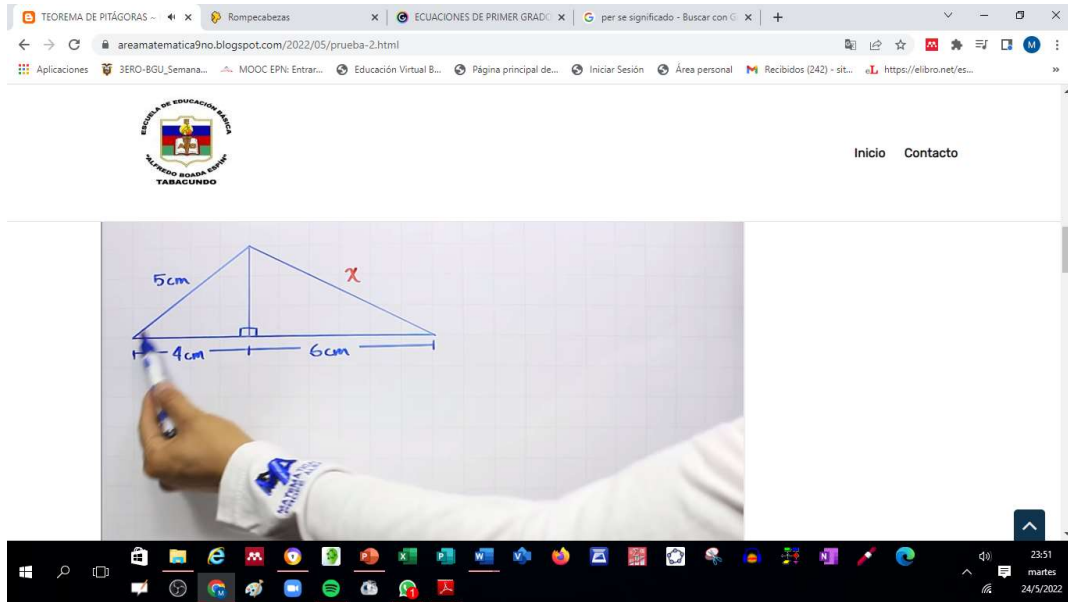 TEOREMA DE PITÁGORAS ~
Rompecabezas
ECUACIONES DE PRIMER GRADO
per se significado - Buscar con G
areamatematica9no.blogspot.com/2022/05/prueba-2.html
M
Aplicaciones
3ERO-BGU_Semana...
MOOC EPN: Entrar...
Educación Virtual B...
Página principal de...
Iniciar Sesión
Área personal
Recibidos (242) - sit...
eL https://elibro.net/es...
ESCUELA DE EDUCACIÓN BÁSICA
"ALFREDO BOADA ESPÍN"
TABACUNDO
Inicio
Contacto
5cm
x
4cm
6cm
23:51
martes
24/5/2022